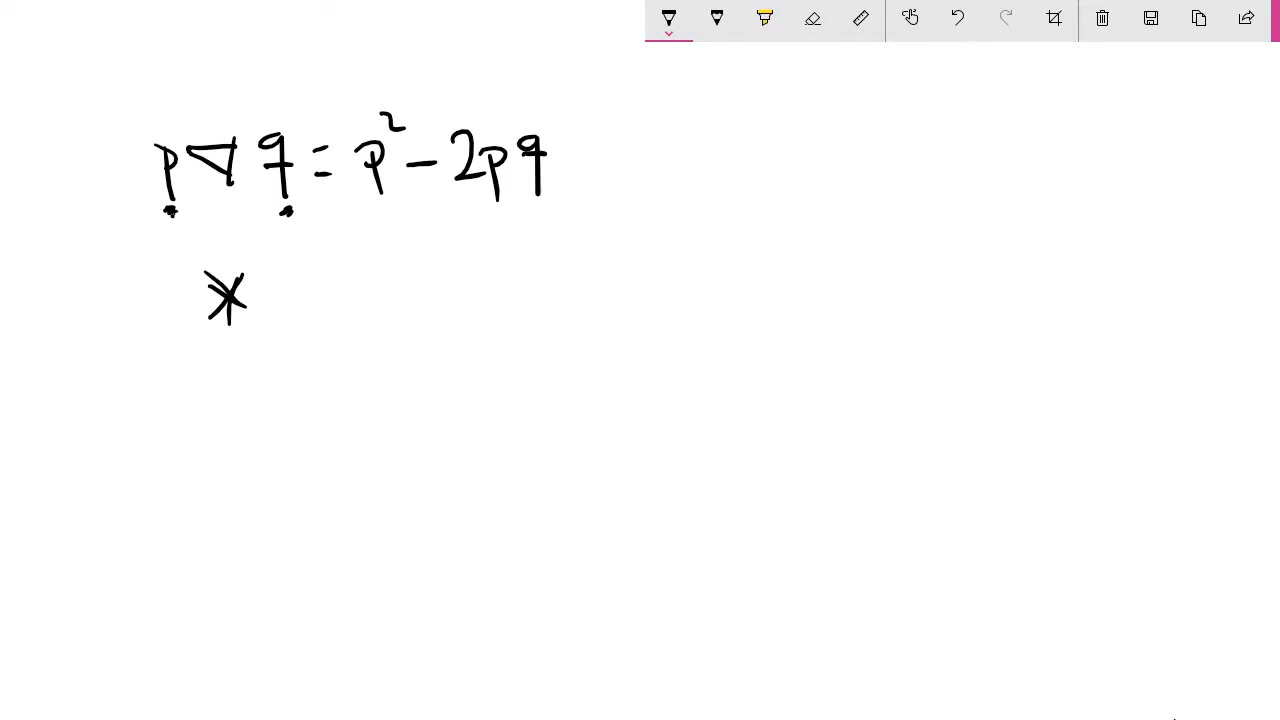 p ▽ q = p² - 2pq
*